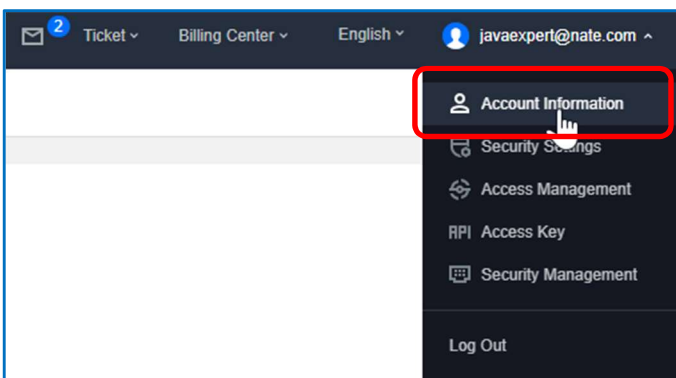 2 Ticket Billing Center English javaexpert@nate.com
Account Information
Security Settings
Access Management
API Access Key
Security Management
Log Out